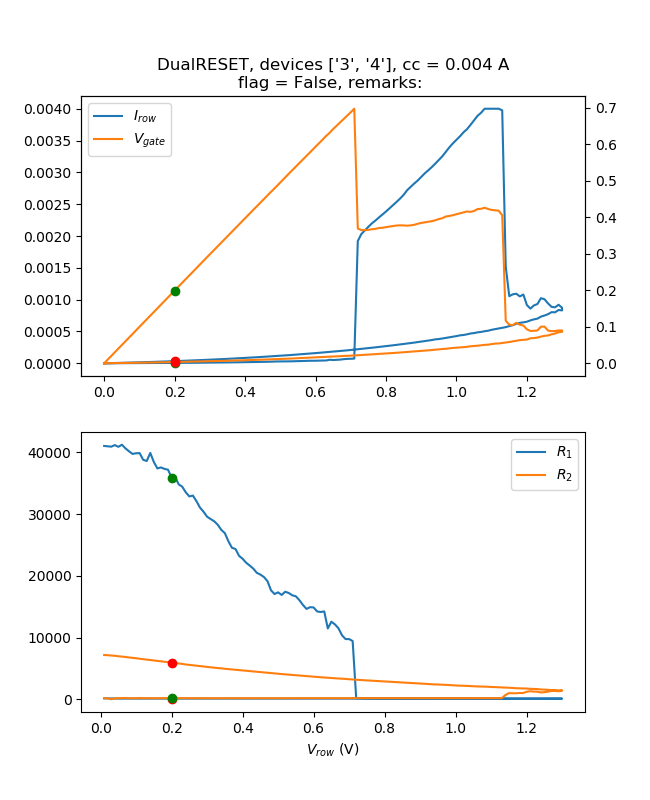 DualRESET, devices ['3', '4'], cc = 0.004 A
flag = False, remarks:
I_row
V_gate
0.0040
0.0035
0.0030
0.0025
0.0020
0.0015
0.0010
0.0005
0.0000
0.7
0.6
0.5
0.4
0.3
0.2
0.1
0.0
0.0 0.2 0.4 0.6 0.8 1.0 1.2
R_1
R_2
40000
30000
20000
10000
0
0.0 0.2 0.4 0.6 0.8 1.0 1.2
V_row (V)